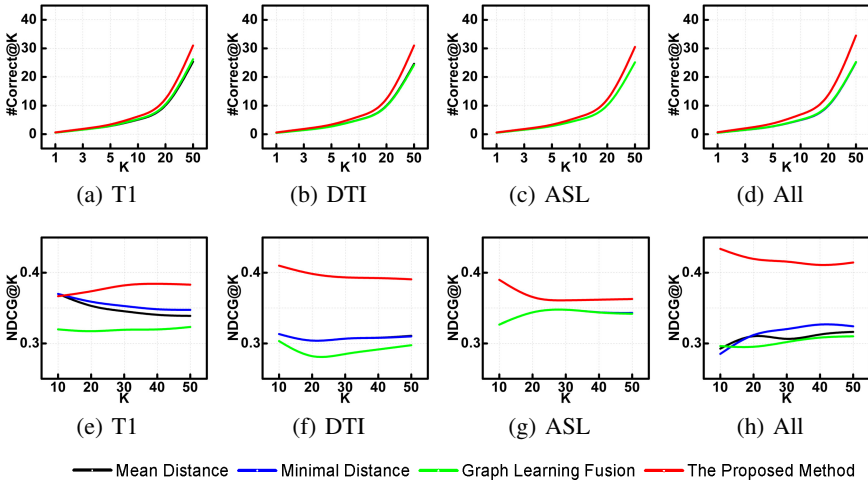 #Correct@K
40
30
20
10
0
1 3 5 10 20 50
K
(a) T1
#Correct@K
40
30
20
10
0
1 3 5 10 20 50
K
(b) DTI
#Correct@K
40
30
20
10
0
1 3 5 10 20 50
K
(c) ASL
#Correct@K
40
30
20
10
0
1 3 5 10 20 50
K
(d) All
NDCG@K
0.4
0.3
10 20 30 40 50
K
(e) T1
NDCG@K
0.4
0.3
10 20 30 40 50
K
(f) DTI
NDCG@K
0.4
0.3
10 20 30 40 50
K
(g) ASL
NDCG@K
0.4
0.3
10 20 30 40 50
K
(h) All
Mean Distance Minimal Distance Graph Learning Fusion The Proposed Method